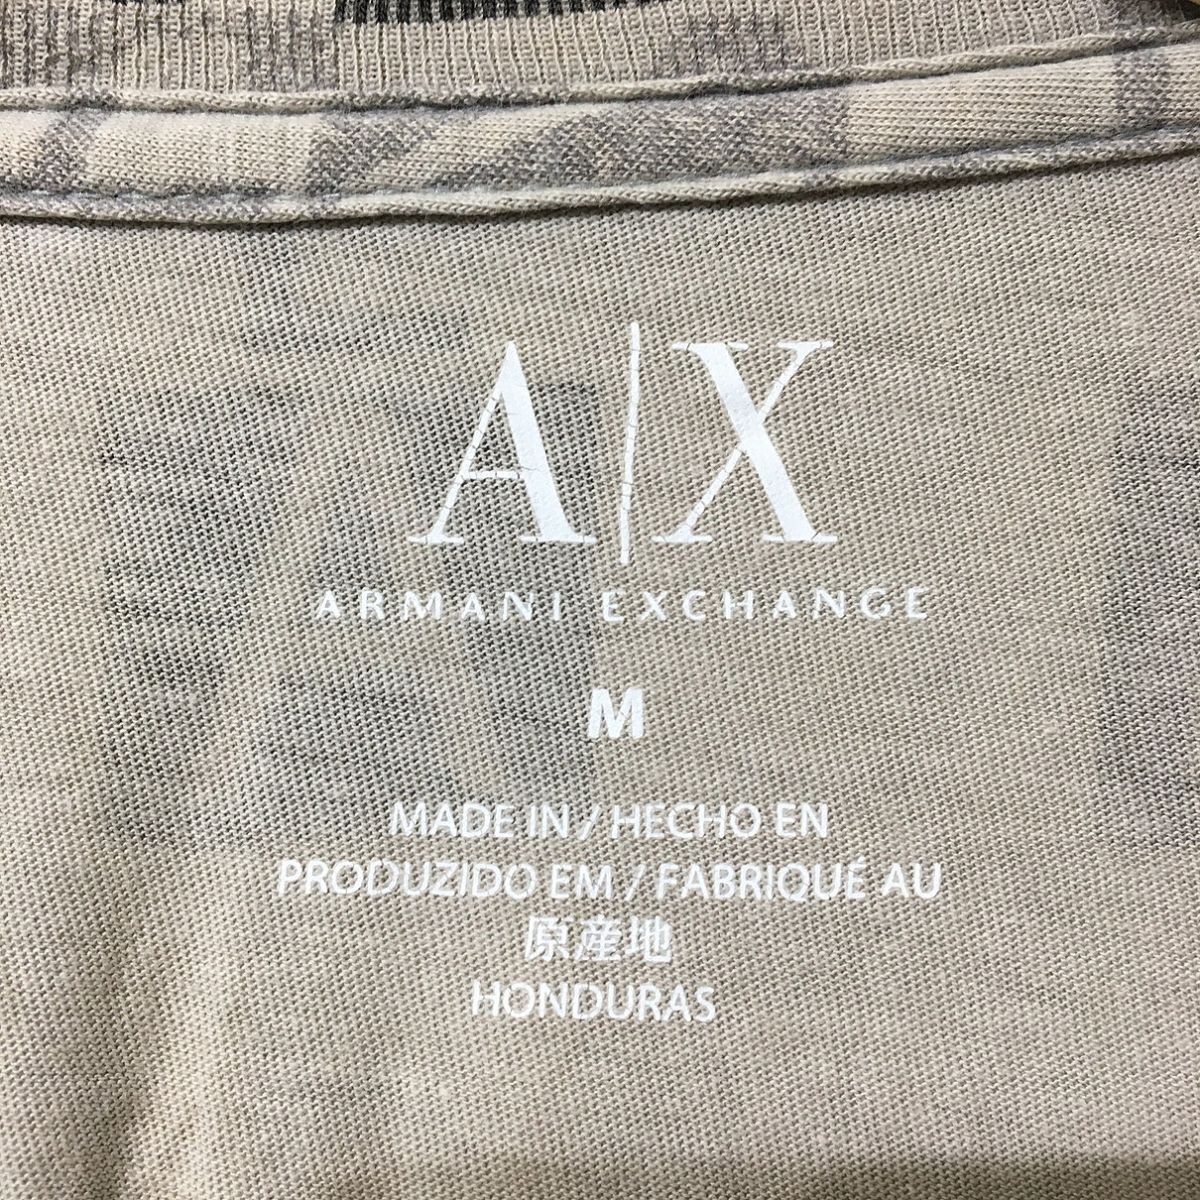 A|X
ARMANI EXCHANGE
M
MADE IN / HECHO EN
PRODUZIDO EM / FABRIQUÉ AU
原産地
HONDURAS